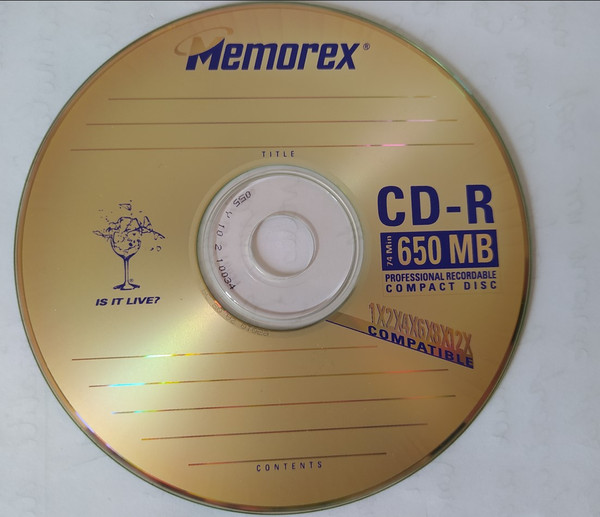 Memorex®
TITLE
CD-R
74 Min
650 MB
PROFESSIONAL RECORDABLE
COMPACT DISC
IS IT LIVE?
1X2X4X6X8X12X
COMPATIBLE
CONTENTS